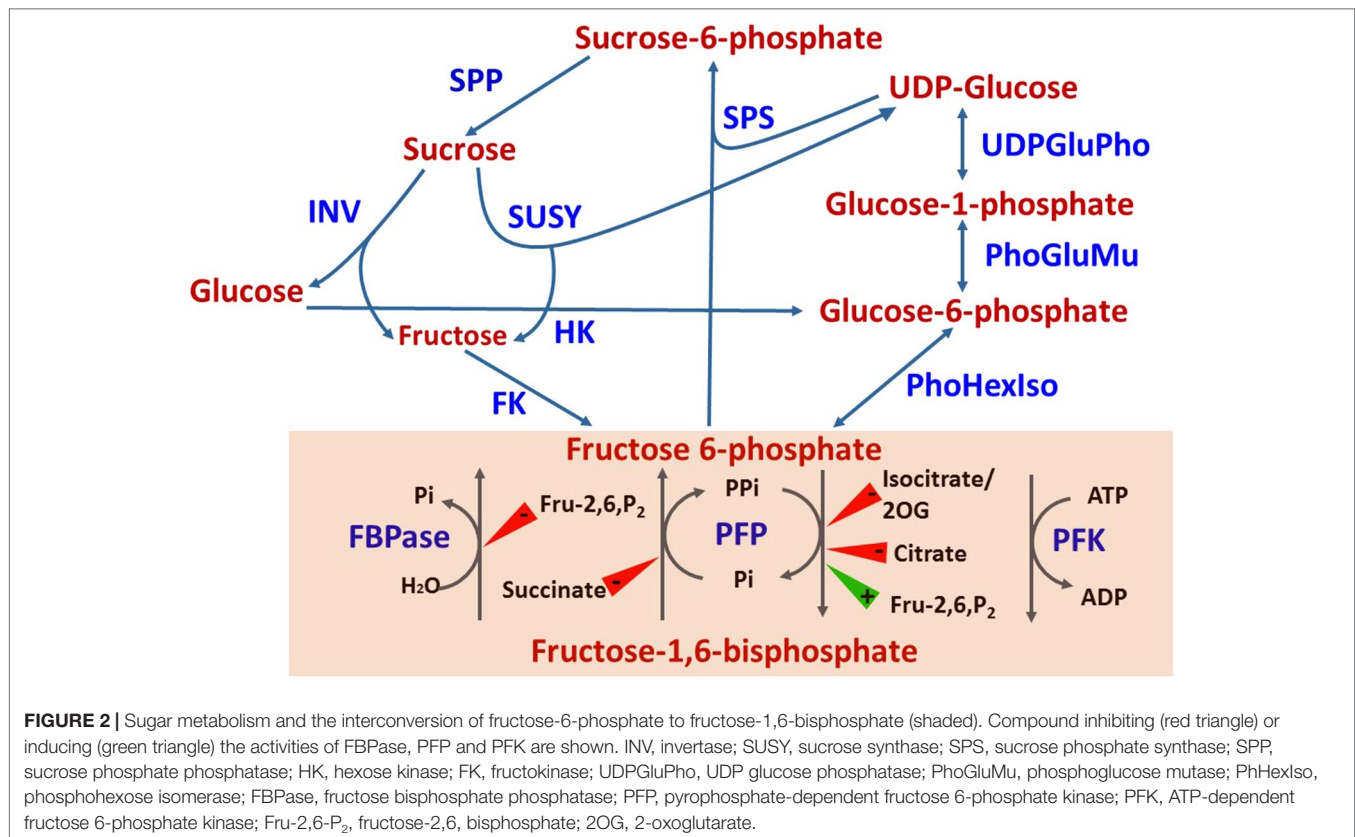 Sucrose-6-phosphate
SPP
UDP-Glucose
SPS
Sucrose
UDPGluPho
INV
SUSY
Glucose-1-phosphate
PhoGluMu
Glucose
Glucose-6-phosphate
Fructose
HK
PhoHexIso
FK
Fructose 6-phosphate
Pi
- Fru-2,6,P₂
PPi
- Isocitrate/
2OG
ATP
FBPase
PFP
- Citrate
PFK
H₂O
Succinate -
Pi
+ Fru-2,6,P₂
ADP
Fructose-1,6-bisphosphate
FIGURE 2 | Sugar metabolism and the interconversion of fructose-6-phosphate to fructose-1,6-bisphosphate (shaded). Compound inhibiting (red triangle) or
inducing (green triangle) the activities of FBPase, PFP and PFK are shown. INV, invertase; SUSY, sucrose synthase; SPS, sucrose phosphate synthase; SPP,
sucrose phosphate phosphatase; HK, hexose kinase; FK, fructokinase; UDPGluPho, UDP glucose phosphatase; PhoGluMu, phosphoglucose mutase; PhHexIso,
phosphohexose isomerase; FBPase, fructose bisphosphate phosphatase; PFP, pyrophosphate-dependent fructose 6-phosphate kinase; PFK, ATP-dependent
fructose 6-phosphate kinase; Fru-2,6-P₂, fructose-2,6, bisphosphate; 2OG, 2-oxoglutarate.